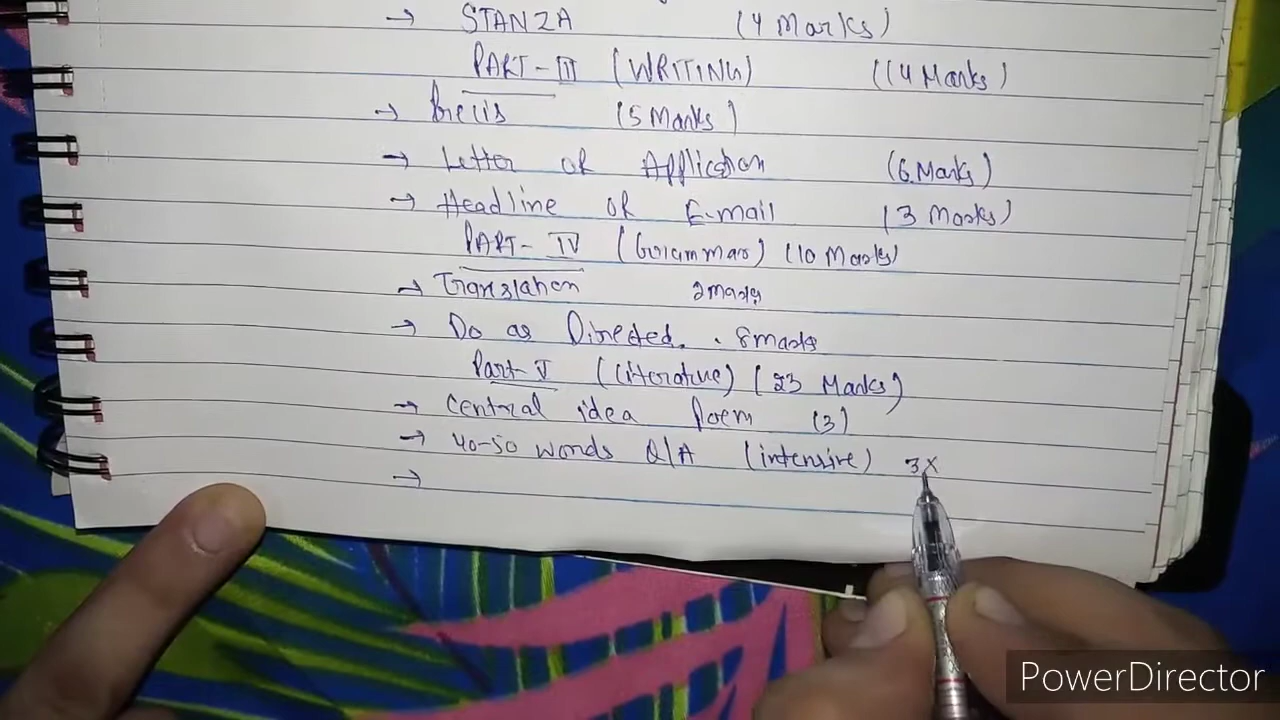 → STANZA (4 Marks)
PART-III (WRITING) (14 Marks)
→ Precis (5 Marks)
→ Letter OR Application (6 Marks)
→ Headline OR E-mail (3 Marks)
PART-IV (Grammar) (10 Marks)
→ Translation 2 marks
→ Do as Directed. 8 marks
Part-V (Literature) (23 Marks)
→ Central idea Poem (3)
→ 40-50 words Q/A (intensive) 3x
→
PowerDirector